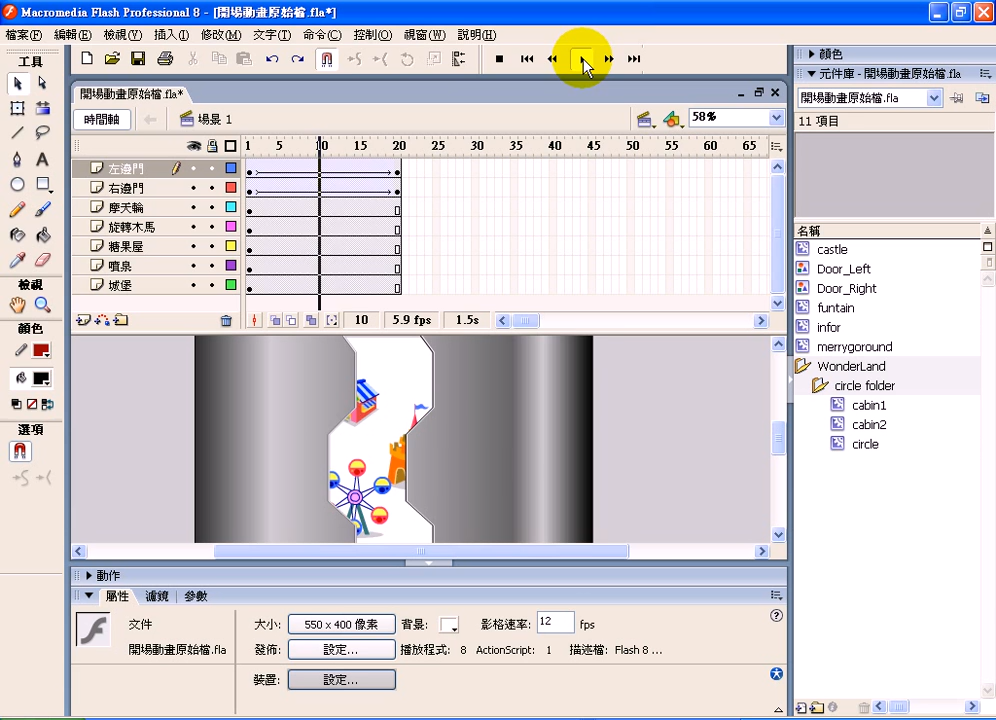 Macromedia Flash Professional 8 - [開場動畫原始檔.fla*]
檔案(F) 編輯(E) 檢視(V) 插入(I) 修改(M) 文字(T) 命令(C) 控制(O) 視窗(W) 說明(H)
工具
檢視
顏色
選項
開場動畫原始檔.fla*
時間軸
場景 1
58%
1 5 10 15 20 25 30 35 40 45 50 55 60 65
左邊門
右邊門
摩天輪
旋轉木馬
糖果屋
噴泉
城堡
10 5.9 fps 1.5s
動作
屬性 濾鏡 參數
文件
開場動畫原始檔.fla
大小: 550 x 400 像素 背景: 影格速率: 12 fps
發佈: 設定... 播放程式: 8 ActionScript: 1 描述檔: Flash 8 ...
裝置: 設定...
顏色
元件庫 - 開場動畫原始檔.fla
開場動畫原始檔.fla
11 項目
名稱
castle
Door_Left
Door_Right
funtain
infor
merrygoround
WonderLand
circle folder
cabin1
cabin2
circle